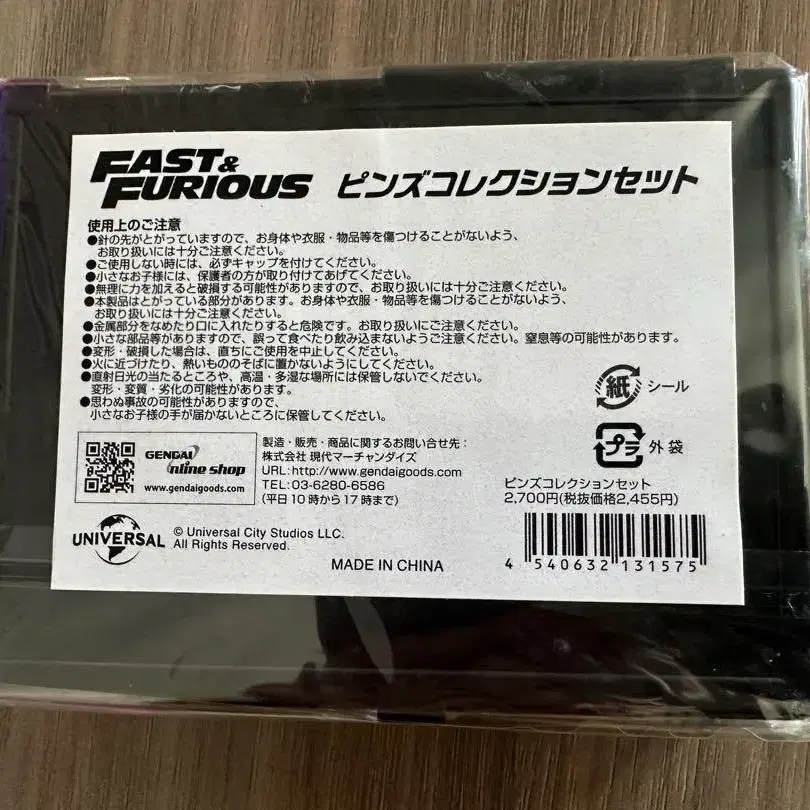 FAST & FURIOUS ピンズコレクションセット
使用上のご注意
●針の先がとがっていますので、お身体や衣服・物品等を傷つけることがないよう、
お取り扱いには十分ご注意ください。
●ご使用しない時には、必ずキャップを付けてください。
●小さなお子様には、保護者の方が取り付けてあげてください。
●無理に力を加えると破損する可能性がありますので、お取り扱いには十分ご注意ください。
●本製品はとがっている部分があります。お身体や衣服・物品等を傷つけることがないよう、
お取り扱いには十分ご注意ください。
●金属部分をなめたり口に入れたりすると危険です。お取り扱いにご注意ください。
●小さな部品等がありますので、誤って食べたり飲み込まないようご注意ください。窒息等の可能性があります。
●変形・破損した場合は、直ちにご使用を中止してください。
●火に近づけたり、熱いもののそばに置かないようにしてください。
●直射日光の当たるところや、高温・多湿な場所には保管しないでください。
変形・変質・劣化の可能性があります。
●思わぬ事故の可能性がありますので、
小さなお子様の手が届かないところに保管してください。
紙 シール
プラ 外袋
GENDAI
nline shop
www.gendaigoods.com
製造・販売・商品に関するお問い合せ先：
株式会社 現代マーチャンダイズ
URL:http://www.gendaigoods.com
TEL：03-6280-6586
(平日10時から17時まで)
ピンズコレクションセット
2,700円(税抜価格2,455円)
UNIVERSAL
© Universal City Studios LLC.
All Rights Reserved.
MADE IN CHINA
4 540632 131575